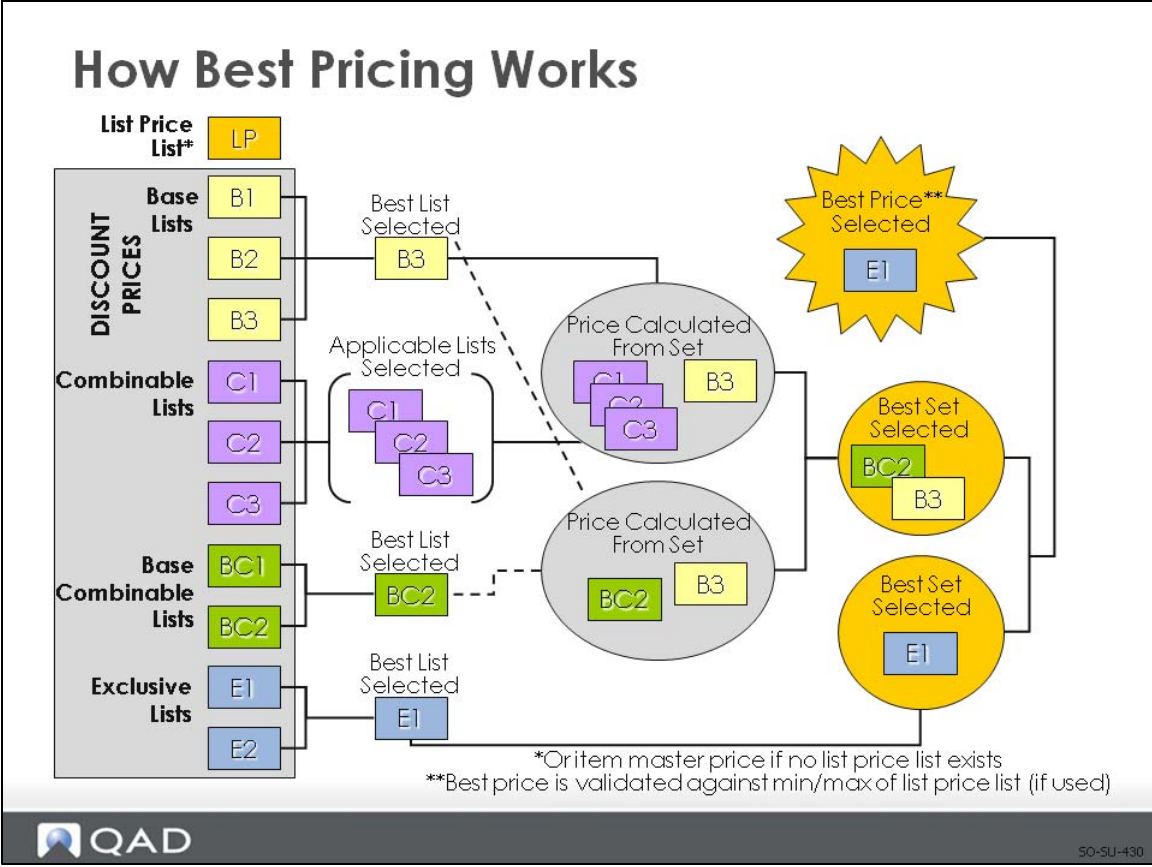 How Best Pricing Works
List Price
List*
LP
DISCOUNT
PRICES
Base
Lists
B1
B2
B3
Combinable
Lists
C1
C2
C3
Base
Combinable
Lists
BC1
BC2
Exclusive
Lists
E1
E2
Best List
Selected
B3
Applicable Lists
Selected
C1
C2
C3
Best List
Selected
BC2
Best List
Selected
E1
Price Calculated
From Set
C1
C2
C3
B3
Price Calculated
From Set
BC2
B3
Best Price**
Selected
E1
Best Set
Selected
BC2
B3
Best Set
Selected
E1
*Or item master price if no list price list exists
**Best price is validated against min/max of list price list (if used)
QAD
SO-SU-430